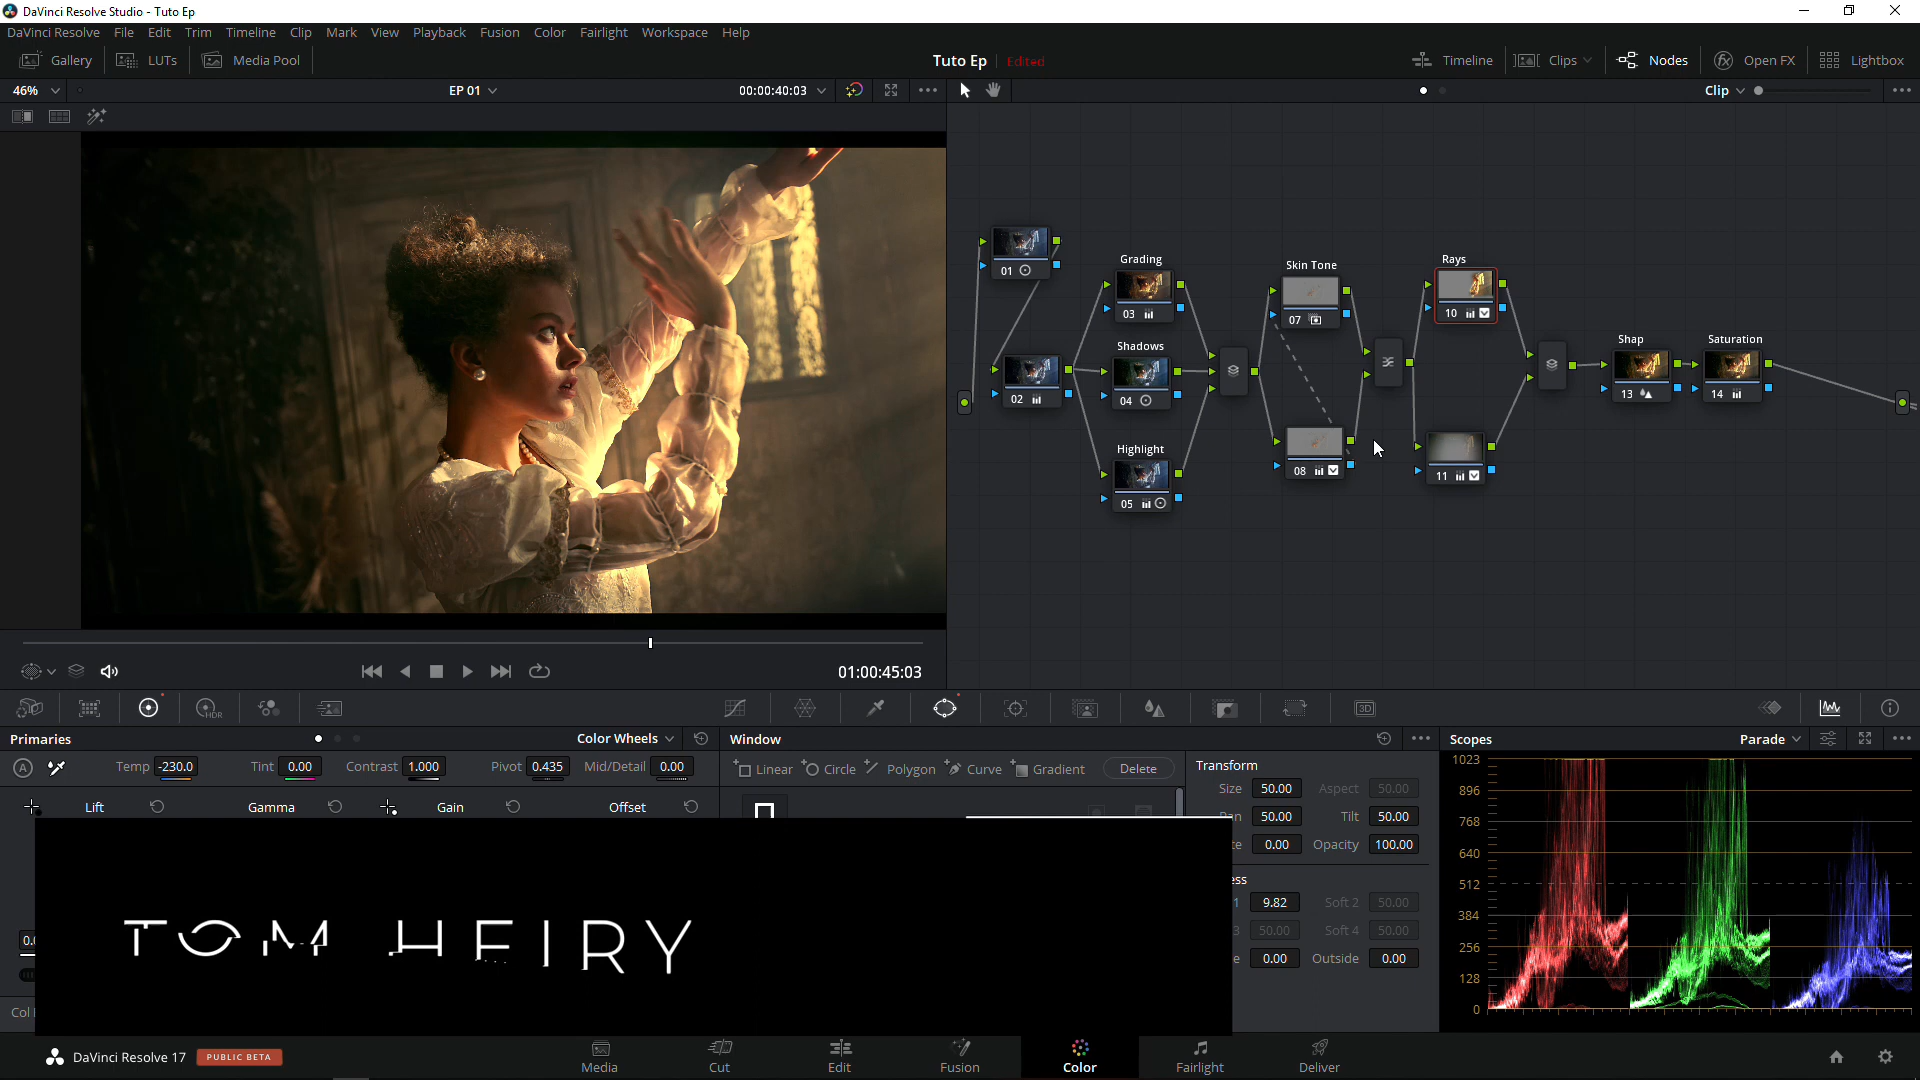 DaVinci Resolve Studio - Tuto Ep
DaVinci Resolve File Edit Trim Timeline Clip Mark View Playback Fusion Color Fairlight Workspace Help
Gallery LUTs Media Pool Tuto Ep Edited Timeline Clips Nodes Open FX Lightbox
46% EP 01 00:00:40:03 Clip
01
Grading
03
Skin Tone
07
Rays
10
Shadows
02
04
Shap
13
Saturation
14
Highlight
05
08
11
01:00:45:03
HDR 3D
Primaries Color Wheels Window Scopes Parade
A Temp -230.0 Tint 0.00 Contrast 1.000 Pivot 0.435 Mid/Detail 0.00
Linear Circle Polygon Curve Gradient Delete
Transform
Size 50.00 Aspect 50.00
50.00 Tilt 50.00
0.00 Opacity 100.00
Lift Gamma Gain Offset
ess
1 9.82 Soft 2 50.00
3 50.00 Soft 4 50.00
e 0.00 Outside 0.00
1023
896
768
640
512
384
256
128
0
TOM HEIRY
0.0
Col
DaVinci Resolve 17 PUBLIC BETA
Media Cut Edit Fusion Color Fairlight Deliver